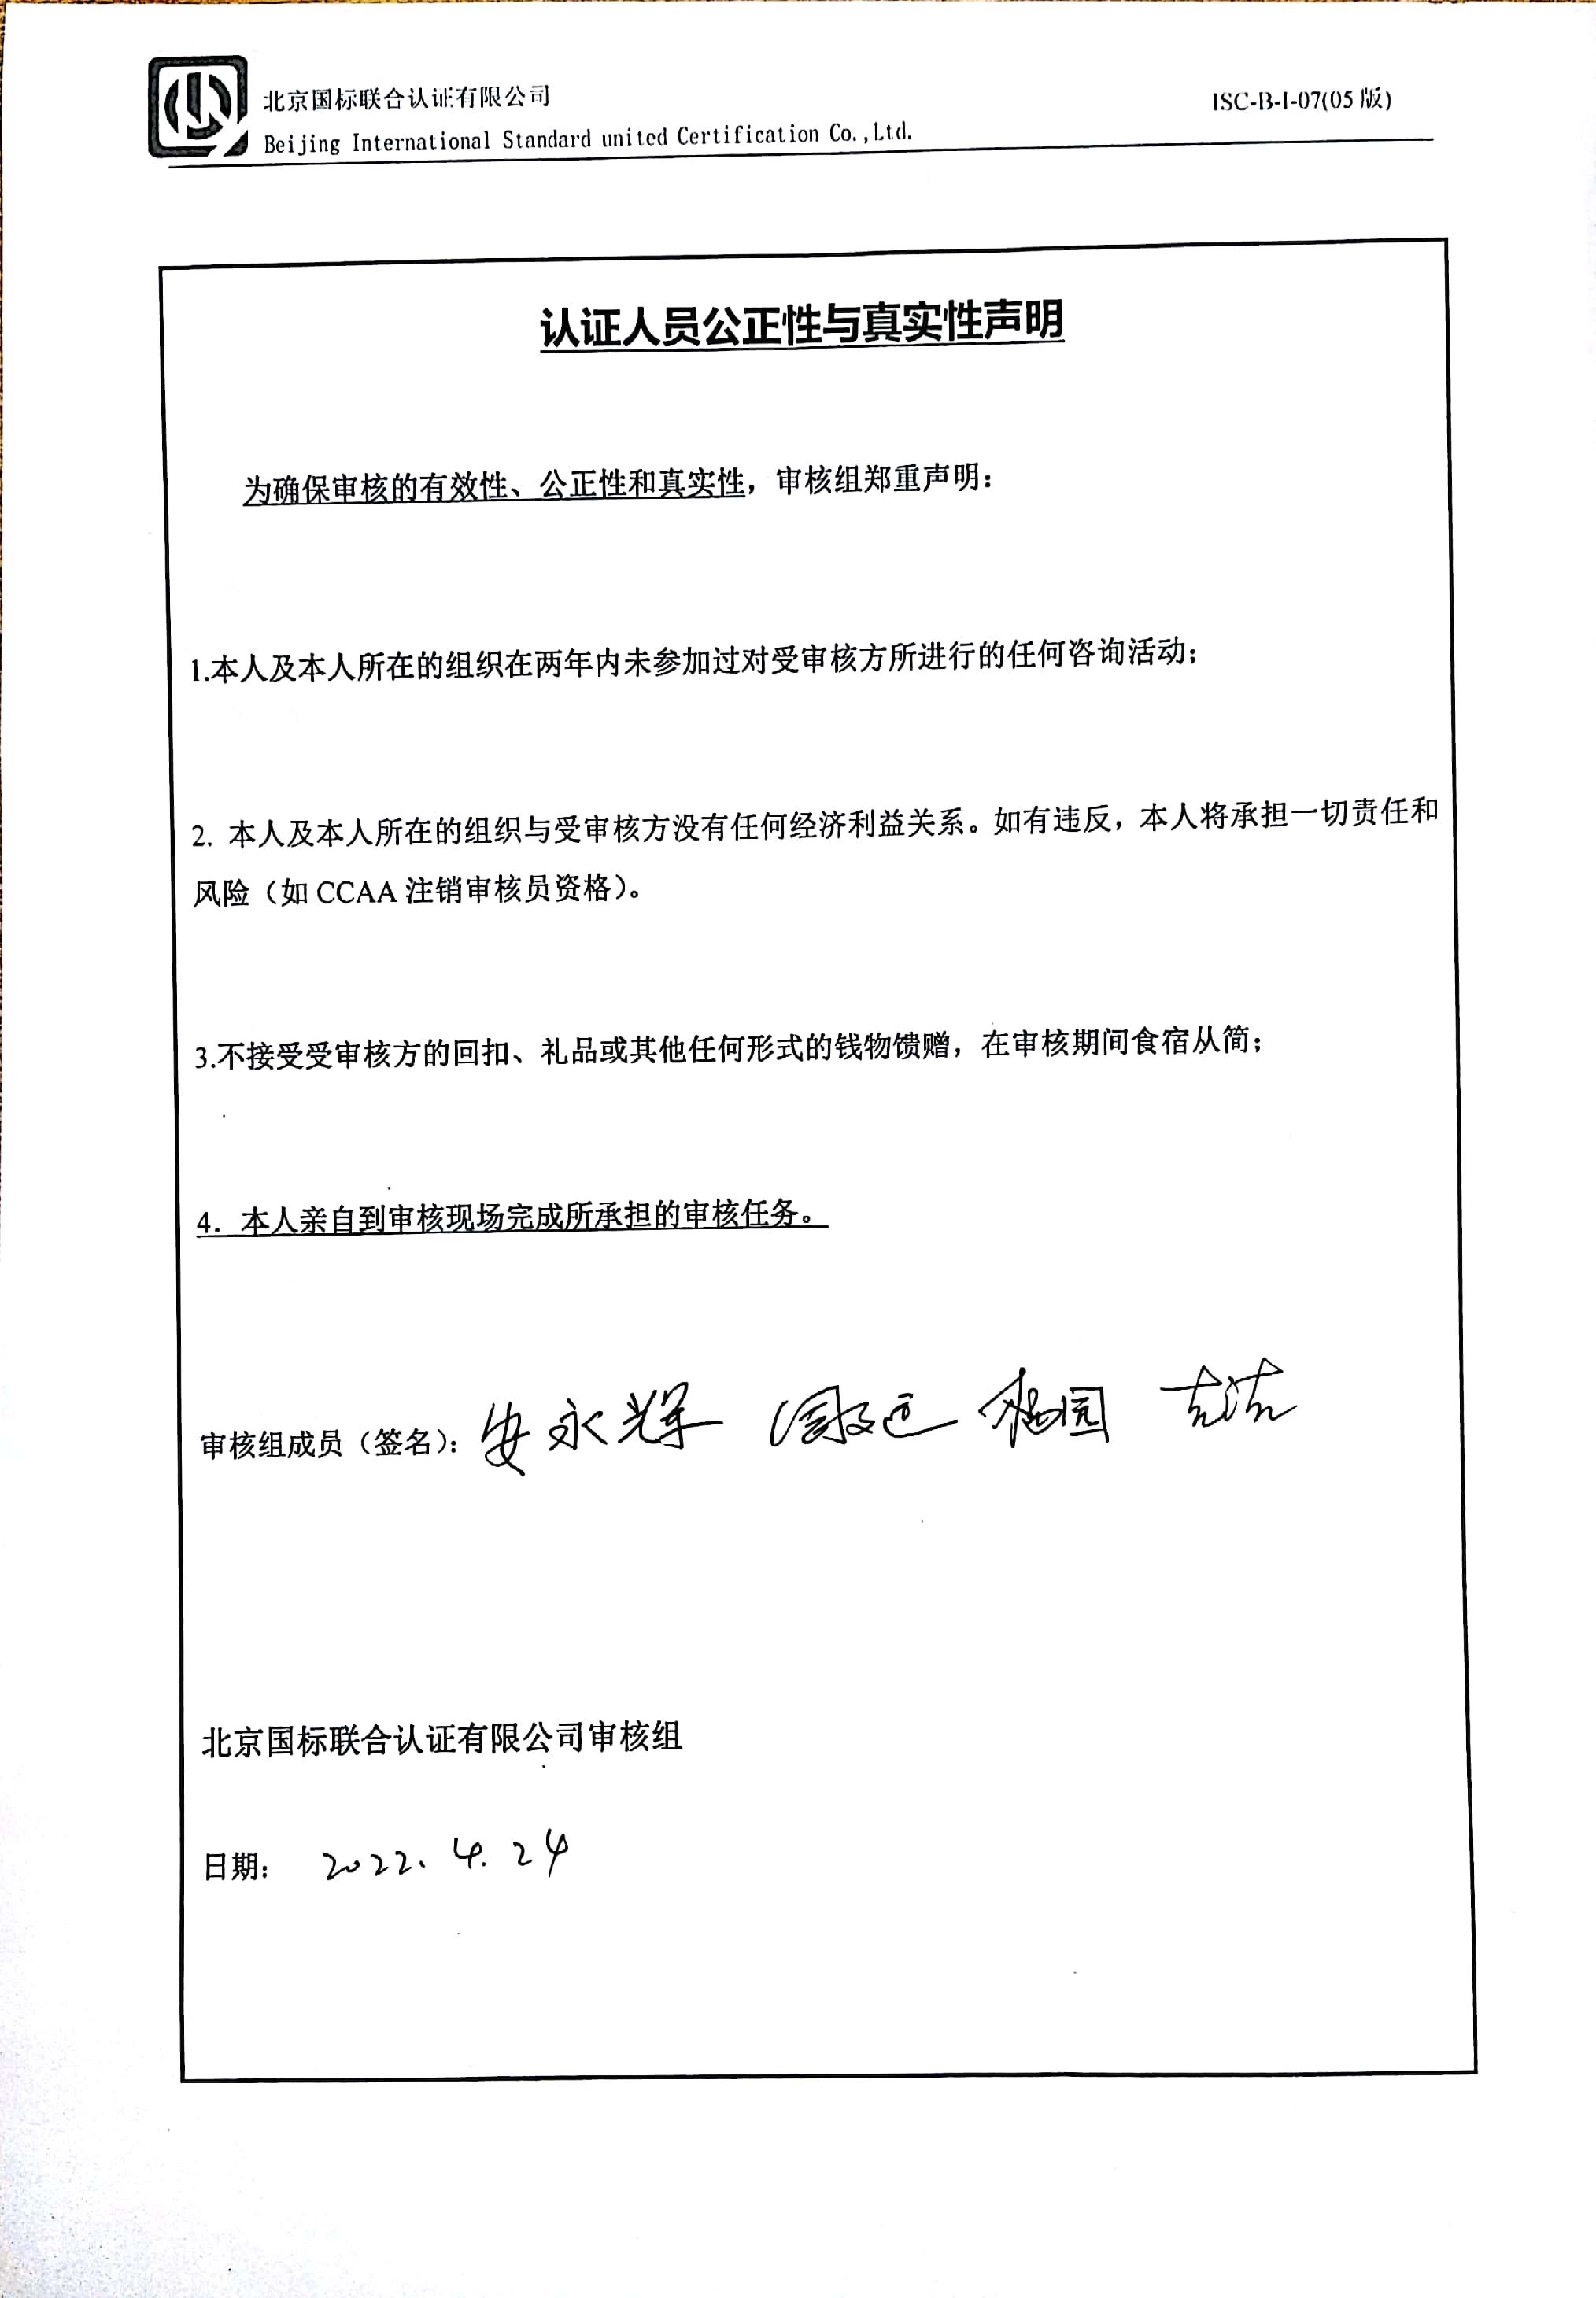 北京国标联合认证有限公司
ISC-B-I-07(05 版)
Beijing International Standard united Certification Co.,Ltd.
认证人员公正性与真实性声明
为确保审核的有效性、公正性和真实性，审核组郑重声明：
1.本人及本人所在的组织在两年内未参加过对受审核方所进行的任何咨询活动；
2. 本人及本人所在的组织与受审核方没有任何经济利益关系。如有违反，本人将承担一切责任和
风险（如 CCAA 注销审核员资格）。
3.不接受受审核方的回扣、礼品或其他任何形式的钱物馈赠，在审核期间食宿从简；
4. 本人亲自到审核现场完成所承担的审核任务。
审核组成员（签名）：安永辉 杨园
北京国标联合认证有限公司审核组
日期： 2022.4.24